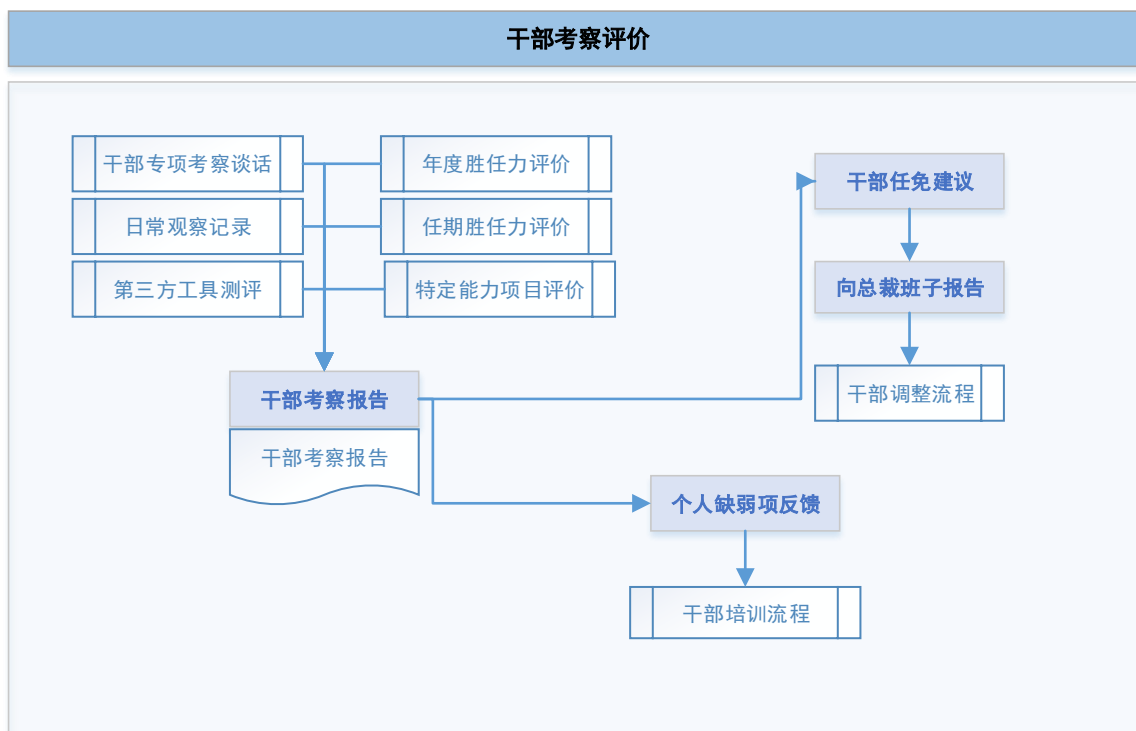 干部考察评价
干部专项考察谈话
年度胜任力评价
日常观察记录
任期胜任力评价
第三方工具测评
特定能力项目评价
干部考察报告
干部考察报告
干部任免建议
向总裁班子报告
干部调整流程
个人缺弱项反馈
干部培训流程